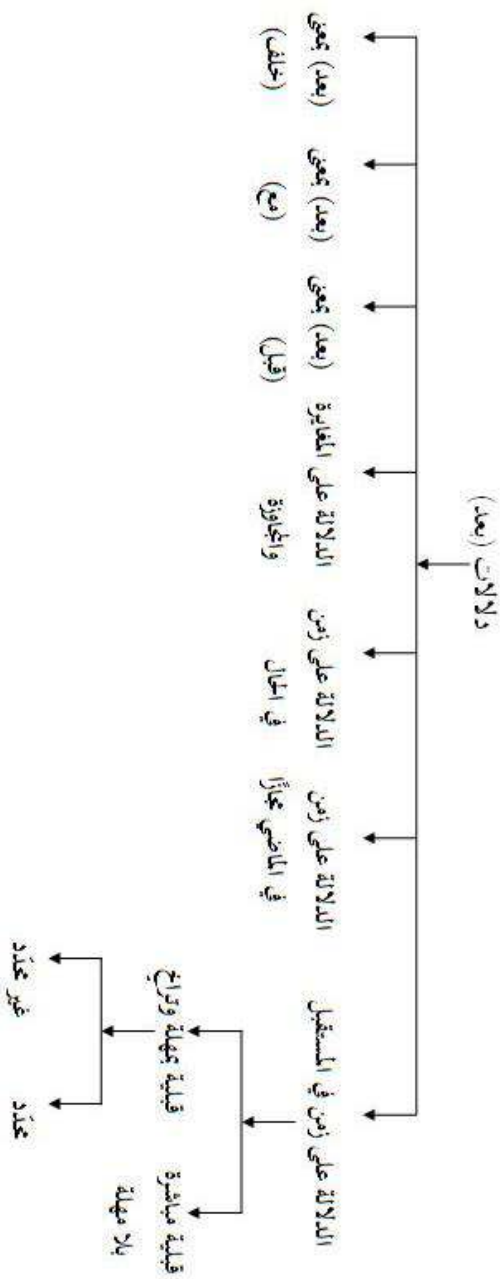 دلالات (بعد)
الدلالة على زمن في المستقبل
الدلالة على زمن
في الماضي مجازًا
الدلالة على زمن
في الحال
الدلالة على المغايرة
والمجاوزة
(بعد) بمعنى
(قبل)
(بعد) بمعنى
(مع)
(بعد) بمعنى
(خلف)
قبلية مباشرة
بلا مهلة
قبلية بمهلة وتراخٍ
محدّد
غير محدّد